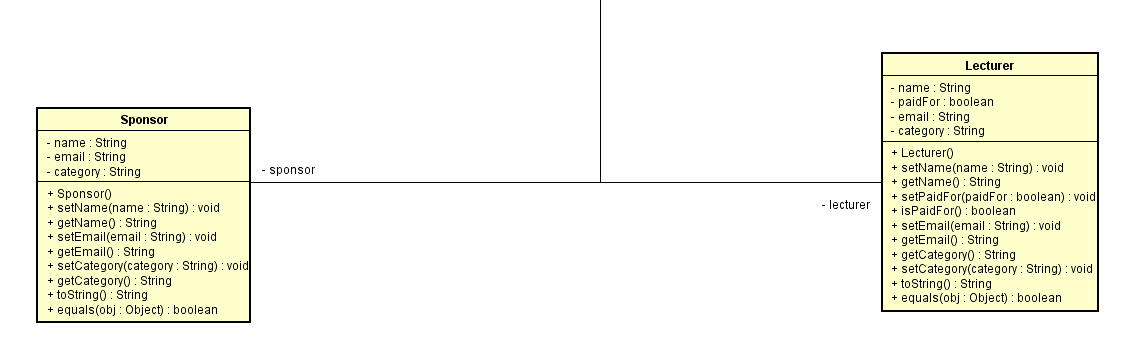 Sponsor
- name : String
- email : String
- category : String
+ Sponsor()
+ setName(name : String) : void
+ getName() : String
+ setEmail(email : String) : void
+ getEmail() : String
+ setCategory(category : String) : void
+ getCategory() : String
+ toString() : String
+ equals(obj : Object) : boolean
- sponsor
- lecturer
Lecturer
- name : String
- paidFor : boolean
- email : String
- category : String
+ Lecturer()
+ setName(name : String) : void
+ getName() : String
+ setPaidFor(paidFor : boolean) : void
+ isPaidFor() : boolean
+ setEmail(email : String) : void
+ getEmail() : String
+ getCategory() : String
+ setCategory(category : String) : void
+ toString() : String
+ equals(obj : Object) : boolean